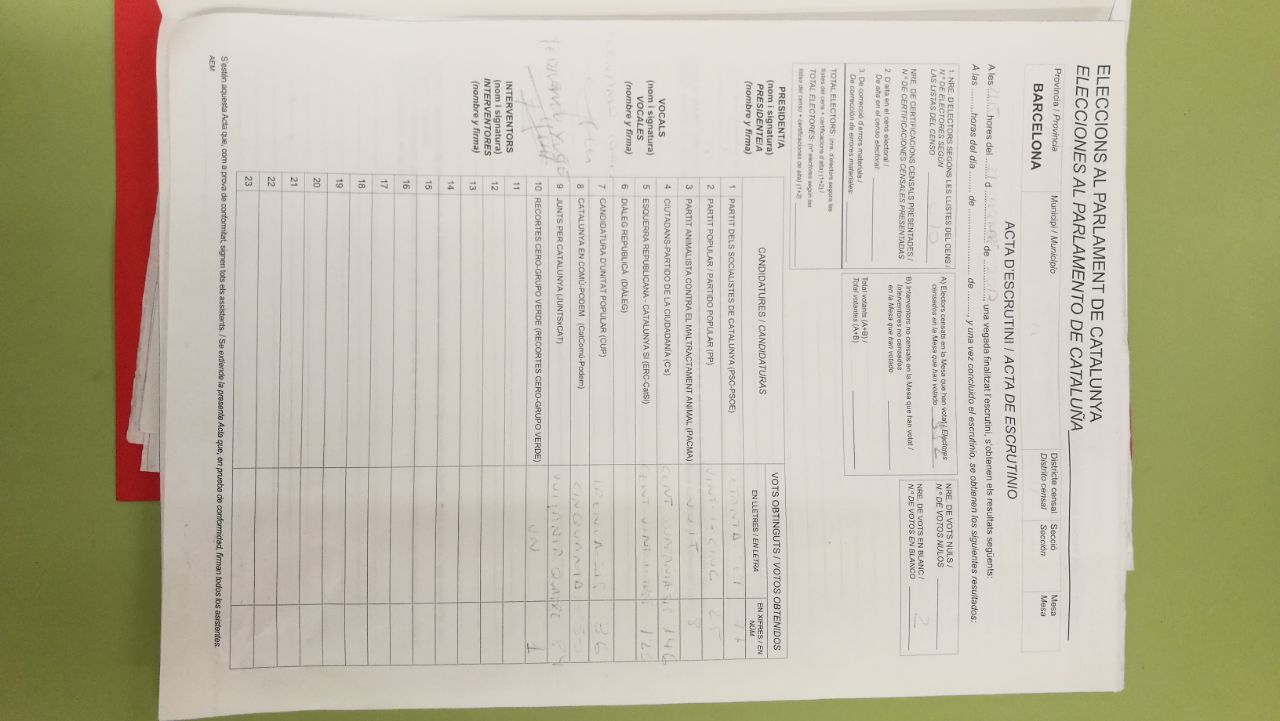 ELECCIONS AL PARLAMENT DE CATALUNYA
ELECCIONES AL PARLAMENTO DE CATALUÑA
Província / Provincia
Municipi / Municipio
Districte censal
Distrito censal
Secció
Sección
Mesa
Mesa
BARCELONA
ACTA D'ESCRUTINI / ACTA DE ESCRUTINIO
A les hores del d de , una vegada finalitzat l'escrutini, s'obtenen els resultats següents:
A las horas del día de de , y una vez concluido el escrutinio, se obtienen los siguientes resultados:
1. NRE. D'ELECTORS SEGONS LES LLISTES DEL CENS /
N.º DE ELECTORES SEGÚN
LAS LISTAS DEL CENSO
NRE. DE CERTIFICACIONS CENSALS PRESENTADES /
N.º DE CERTIFICACIONES CENSALES PRESENTADAS
2. D'alta en el cens electoral /
De alta en el censo electoral:
3. De correcció d'errors materials /
De corrección de errores materiales:
TOTAL ELECTORS: (nre. d'electors segons les
llistes del cens + certificacions d'alta) (1+2) /
TOTAL ELECTORES: (nº electores según las
listas del censo + certificaciones de alta) (1+2)
A) Electors censats en la Mesa que han votat / Electores
censados en la Mesa que han votado
B) Interventors no censats en la Mesa que han votat /
Interventores no censados
en la Mesa que han votado
Total votants (A+B) /
Total votantes (A+B)
NRE. DE VOTS NULS /
N.º DE VOTOS NULOS
NRE. DE VOTS EN BLANC /
N.º DE VOTOS EN BLANCO 2
CANDIDATURES / CANDIDATURAS
VOTS OBTINGUTS / VOTOS OBTENIDOS
EN LLETRES / EN LETRA
EN XIFRES / EN NÚM.
1 PARTIT DELS SOCIALISTES DE CATALUNYA (PSC-PSOE)
2 PARTIT POPULAR / PARTIDO POPULAR (PP) VINT-I-CINC 25
3 PARTIT ANIMALISTA CONTRA EL MALTRACTAMENT ANIMAL (PACMA) VUIT 8
4 CIUTADANS-PARTIDO DE LA CIUDADANÍA (C's) 146
5 ESQUERRA REPUBLICANA - CATALUNYA SÍ (ERC-CatSí)
6 DIÀLEG REPUBLICÀ (DIÀLEG)
7 CANDIDATURA D'UNITAT POPULAR (CUP) 36
8 CATALUNYA EN COMÚ-PODEM (CatComú-Podem) CINQUANTA
9 JUNTS PER CATALUNYA (JUNTSxCAT) VUITANTA QUATRE 84
10 RECORTES CERO-GRUPO VERDE (RECORTES CERO-GRUPO VERDE) UN 1
11
12
13
14
15
16
17
18
19
20
21
22
23
PRESIDENT/A
(nom i signatura)
PRESIDENTE/A
(nombre y firma)
VOCALS
(nom i signatura)
VOCALES
(nombre y firma)
INTERVENTORS
(nom i signatura)
INTERVENTORES
(nombre y firma)
S'estén aquesta Acta que, com a prova de conformitat, signen tots els assistents. / Se extiende la presente Acta que, en prueba de conformidad, firman todos los asistentes.
AEM